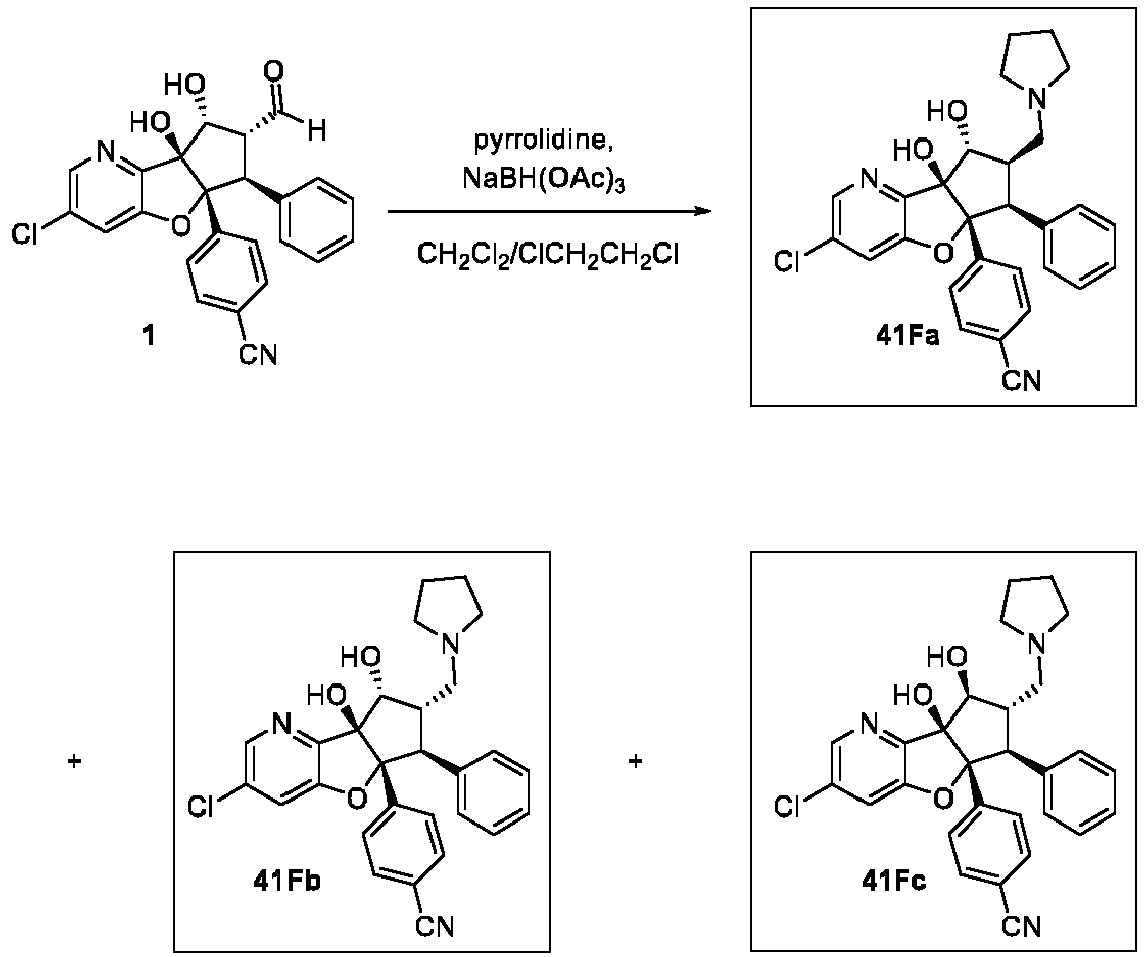 HO
O
HO
H
N
Cl
O
1
CN
pyrrolidine,
NaBH(OAc)3
CH2Cl2/ClCH2CH2Cl
N
HO
HO
N
Cl
O
41Fa
CN
+
N
HO
HO
N
Cl
O
41Fb
CN
+
N
HO
HO
N
Cl
O
41Fc
CN